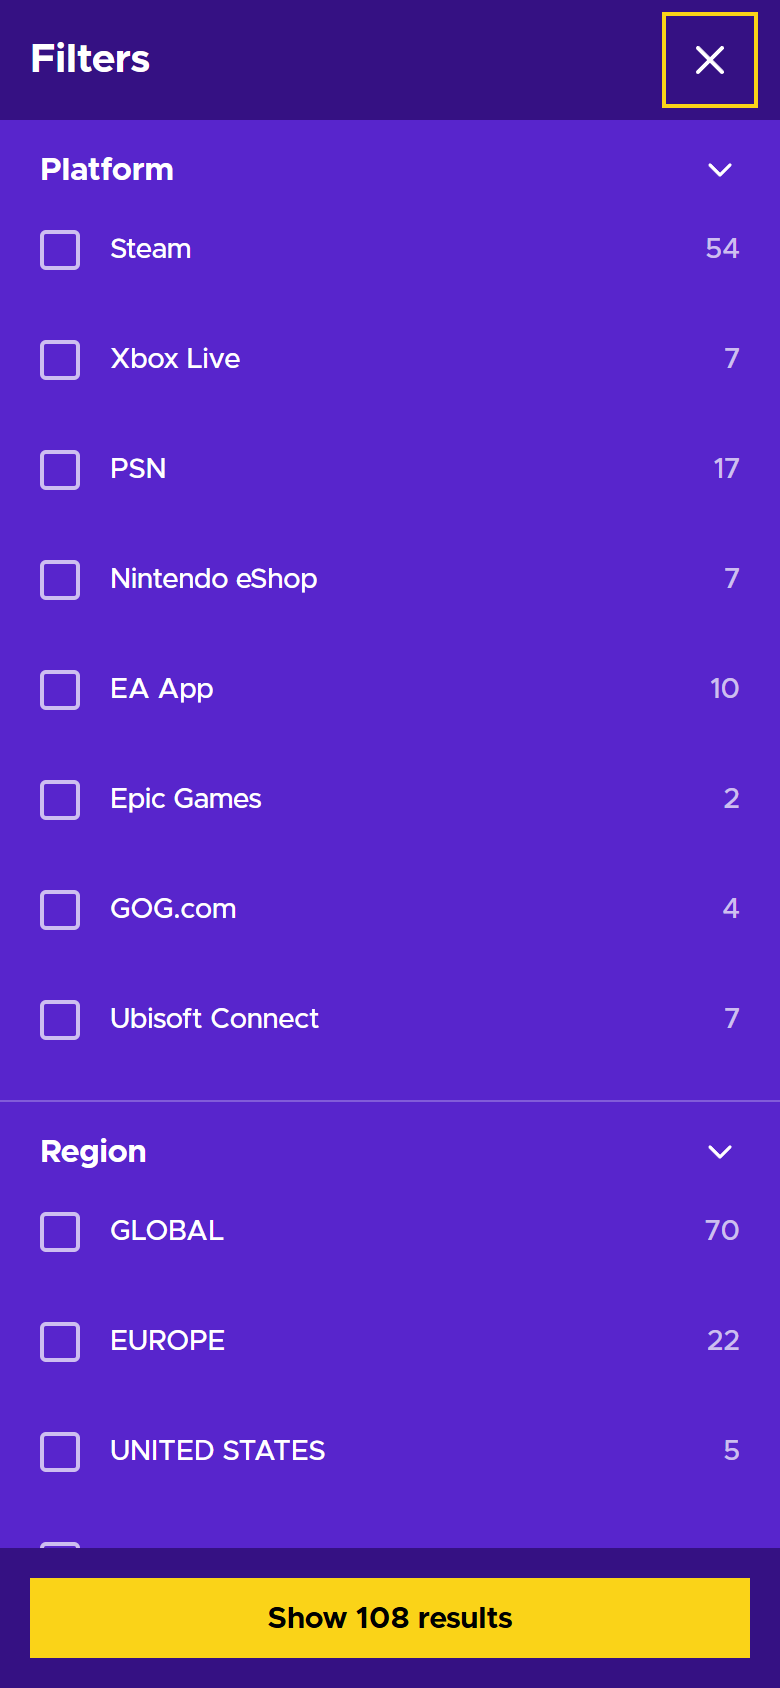 Filters
Platform
Steam 54
Xbox Live 7
PSN 17
Nintendo eShop 7
EA App 10
Epic Games 2
GOG.com 4
Ubisoft Connect 7
Region
GLOBAL 70
EUROPE 22
UNITED STATES 5
Show 108 results